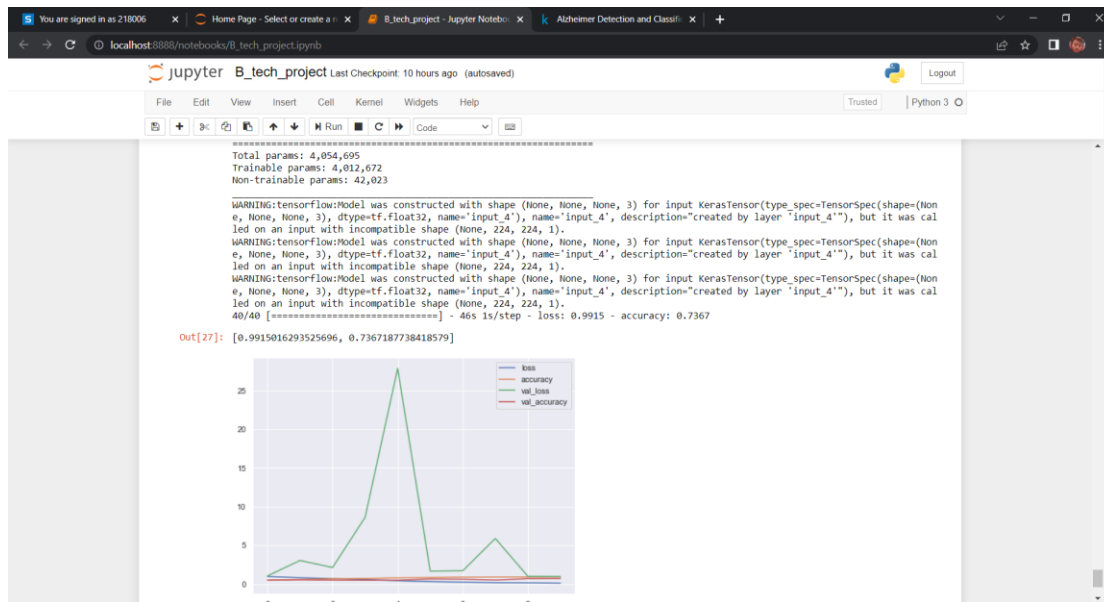 You are signed in as 218006
Home Page - Select or create a n
B_tech_project - Jupyter Noteboo
Alzheimer Detection and Classifi
localhost:8888/notebooks/B_tech_project.ipynb
jupyter B_tech_project Last Checkpoint: 10 hours ago (autosaved)
Logout
File Edit View Insert Cell Kernel Widgets Help
Trusted Python 3
Run Code
Total params: 4,054,695
Trainable params: 4,012,672
Non-trainable params: 42,023
WARNING:tensorflow:Model was constructed with shape (None, None, None, 3) for input KerasTensor(type_spec=TensorSpec(shape=(Non
e, None, None, 3), dtype=tf.float32, name='input_4'), name='input_4', description="created by layer 'input_4'"), but it was cal
led on an input with incompatible shape (None, 224, 224, 1).
WARNING:tensorflow:Model was constructed with shape (None, None, None, 3) for input KerasTensor(type_spec=TensorSpec(shape=(Non
e, None, None, 3), dtype=tf.float32, name='input_4'), name='input_4', description="created by layer 'input_4'"), but it was cal
led on an input with incompatible shape (None, 224, 224, 1).
WARNING:tensorflow:Model was constructed with shape (None, None, None, 3) for input KerasTensor(type_spec=TensorSpec(shape=(Non
e, None, None, 3), dtype=tf.float32, name='input_4'), name='input_4', description="created by layer 'input_4'"), but it was cal
led on an input with incompatible shape (None, 224, 224, 1).
40/40 [==============================] - 46s 1s/step - loss: 0.9915 - accuracy: 0.7367
Out[27]: [0.9915016293525696, 0.7367187738418579]
loss
accuracy
val_loss
val_accuracy
25
20
15
10
5
0